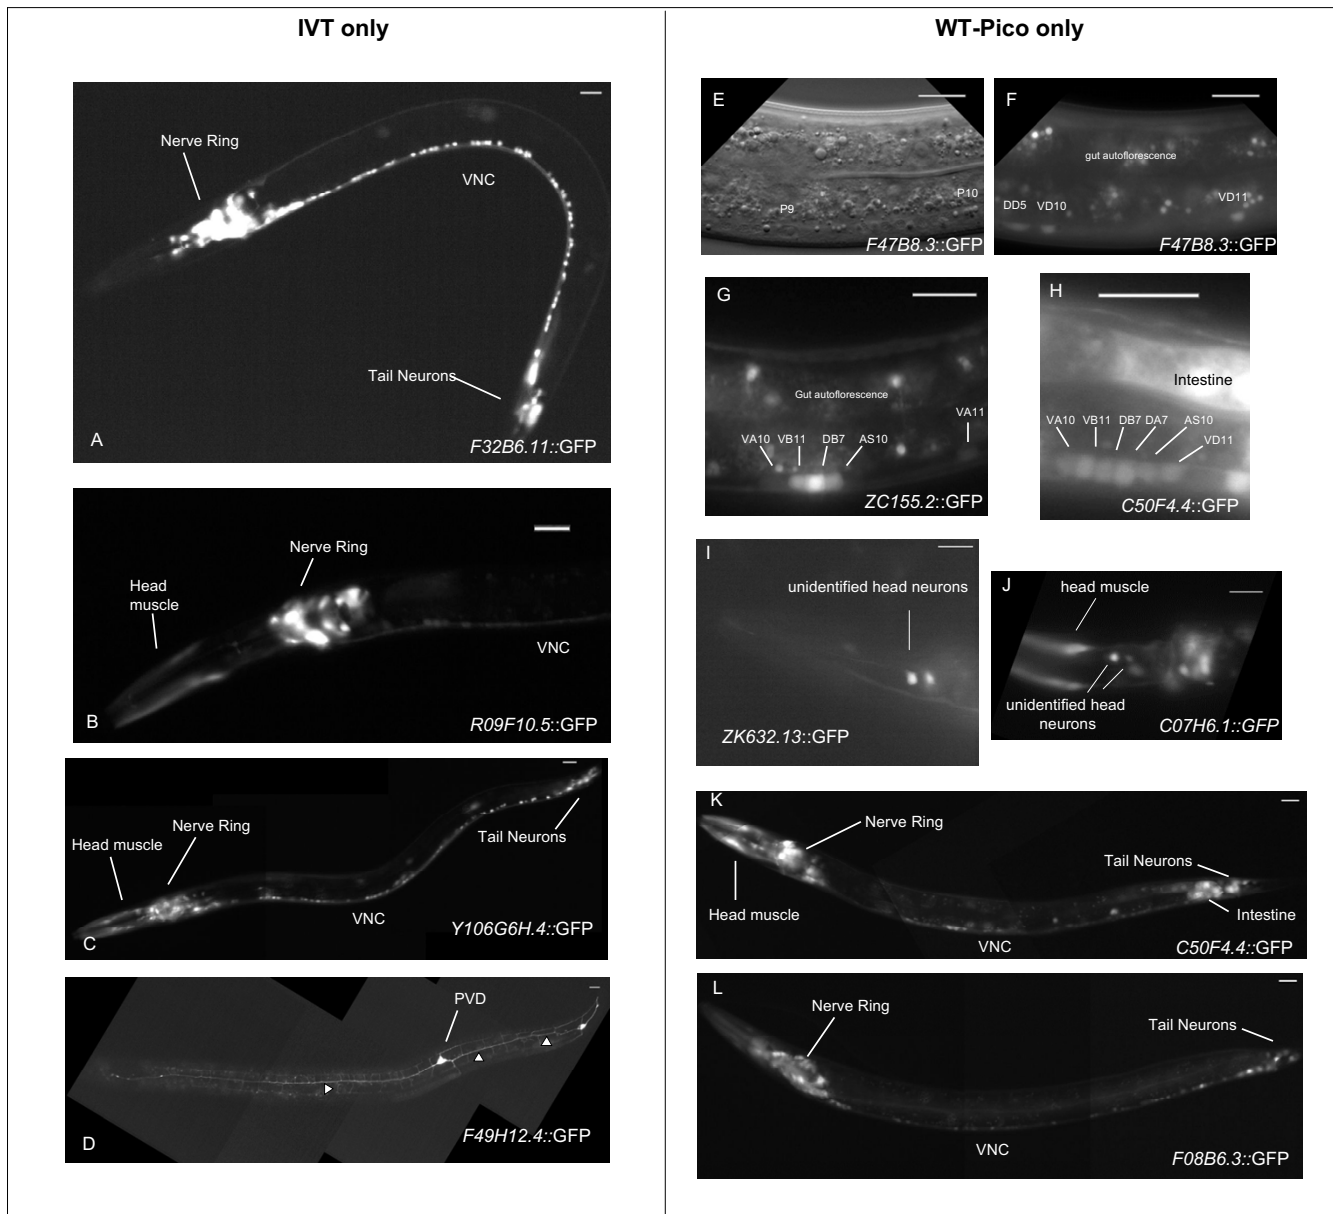 IVT only
Nerve Ring
VNC
Tail Neurons
A
F32B6.11::GFP
Nerve Ring
Head
muscle
VNC
B
R09F10.5::GFP
Nerve Ring
Tail Neurons
Head muscle
VNC
Y106G6H.4::GFP
C
PVD
D
F49H12.4::GFP
WT-Pico only
E
P9
P10
F47B8.3::GFP
F
gut autoflorescence
DD5
VD10
VD11
F47B8.3::GFP
G
Gut autoflorescence
VA11
VA10
VB11
DB7
AS10
ZC155.2::GFP
H
Intestine
VA10
VB11
DB7
DA7
AS10
VD11
C50F4.4::GFP
I
unidentified head neurons
ZK632.13::GFP
J
head muscle
unidentified head
neurons
C07H6.1::GFP
K
Nerve Ring
Tail Neurons
Head muscle
Intestine
VNC
C50F4.4::GFP
L
Nerve Ring
Tail Neurons
VNC
F08B6.3::GFP